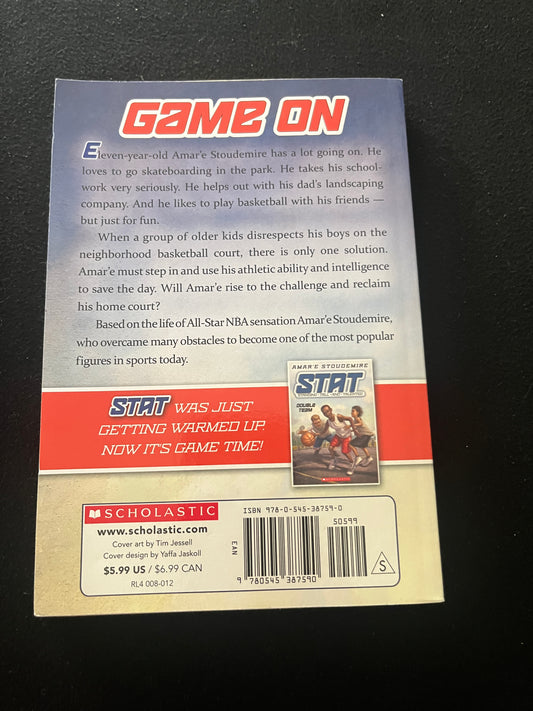 GAME ON
Eleven-year-old Amar'e Stoudemire has a lot going on. He
loves to go skateboarding in the park. He takes his school-
work very seriously. He helps out with his dad's landscaping
company. And he likes to play basketball with his friends —
but just for fun.
When a group of older kids disrespects his boys on the
neighborhood basketball court, there is only one solution.
Amar'e must step in and use his athletic ability and intelligence
to save the day. Will Amar'e rise to the challenge and reclaim
his home court?
Based on the life of All-Star NBA sensation Amar'e Stoudemire,
who overcame many obstacles to become one of the most popular
figures in sports today.
STAT WAS JUST
GETTING WARMED UP.
NOW IT'S GAME TIME!
AMAR'E STOUDEMIRE
STAT
STANDING TALL AND TALENTED
DOUBLE
TEAM
SCHOLASTIC
SCHOLASTIC
www.scholastic.com
Cover art by Tim Jessell
Cover design by Yaffa Jaskoll
$5.99 US / $6.99 CAN
RL4 008-012
ISBN 978-0-545-38759-0
50599
EAN
9 780545 387590
S